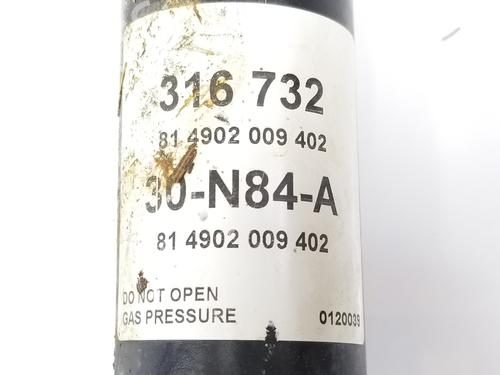 316 732
81 4902 009 402
30-N84-A
81 4902 009 402
DO NOT OPEN
GAS PRESSURE 0120035